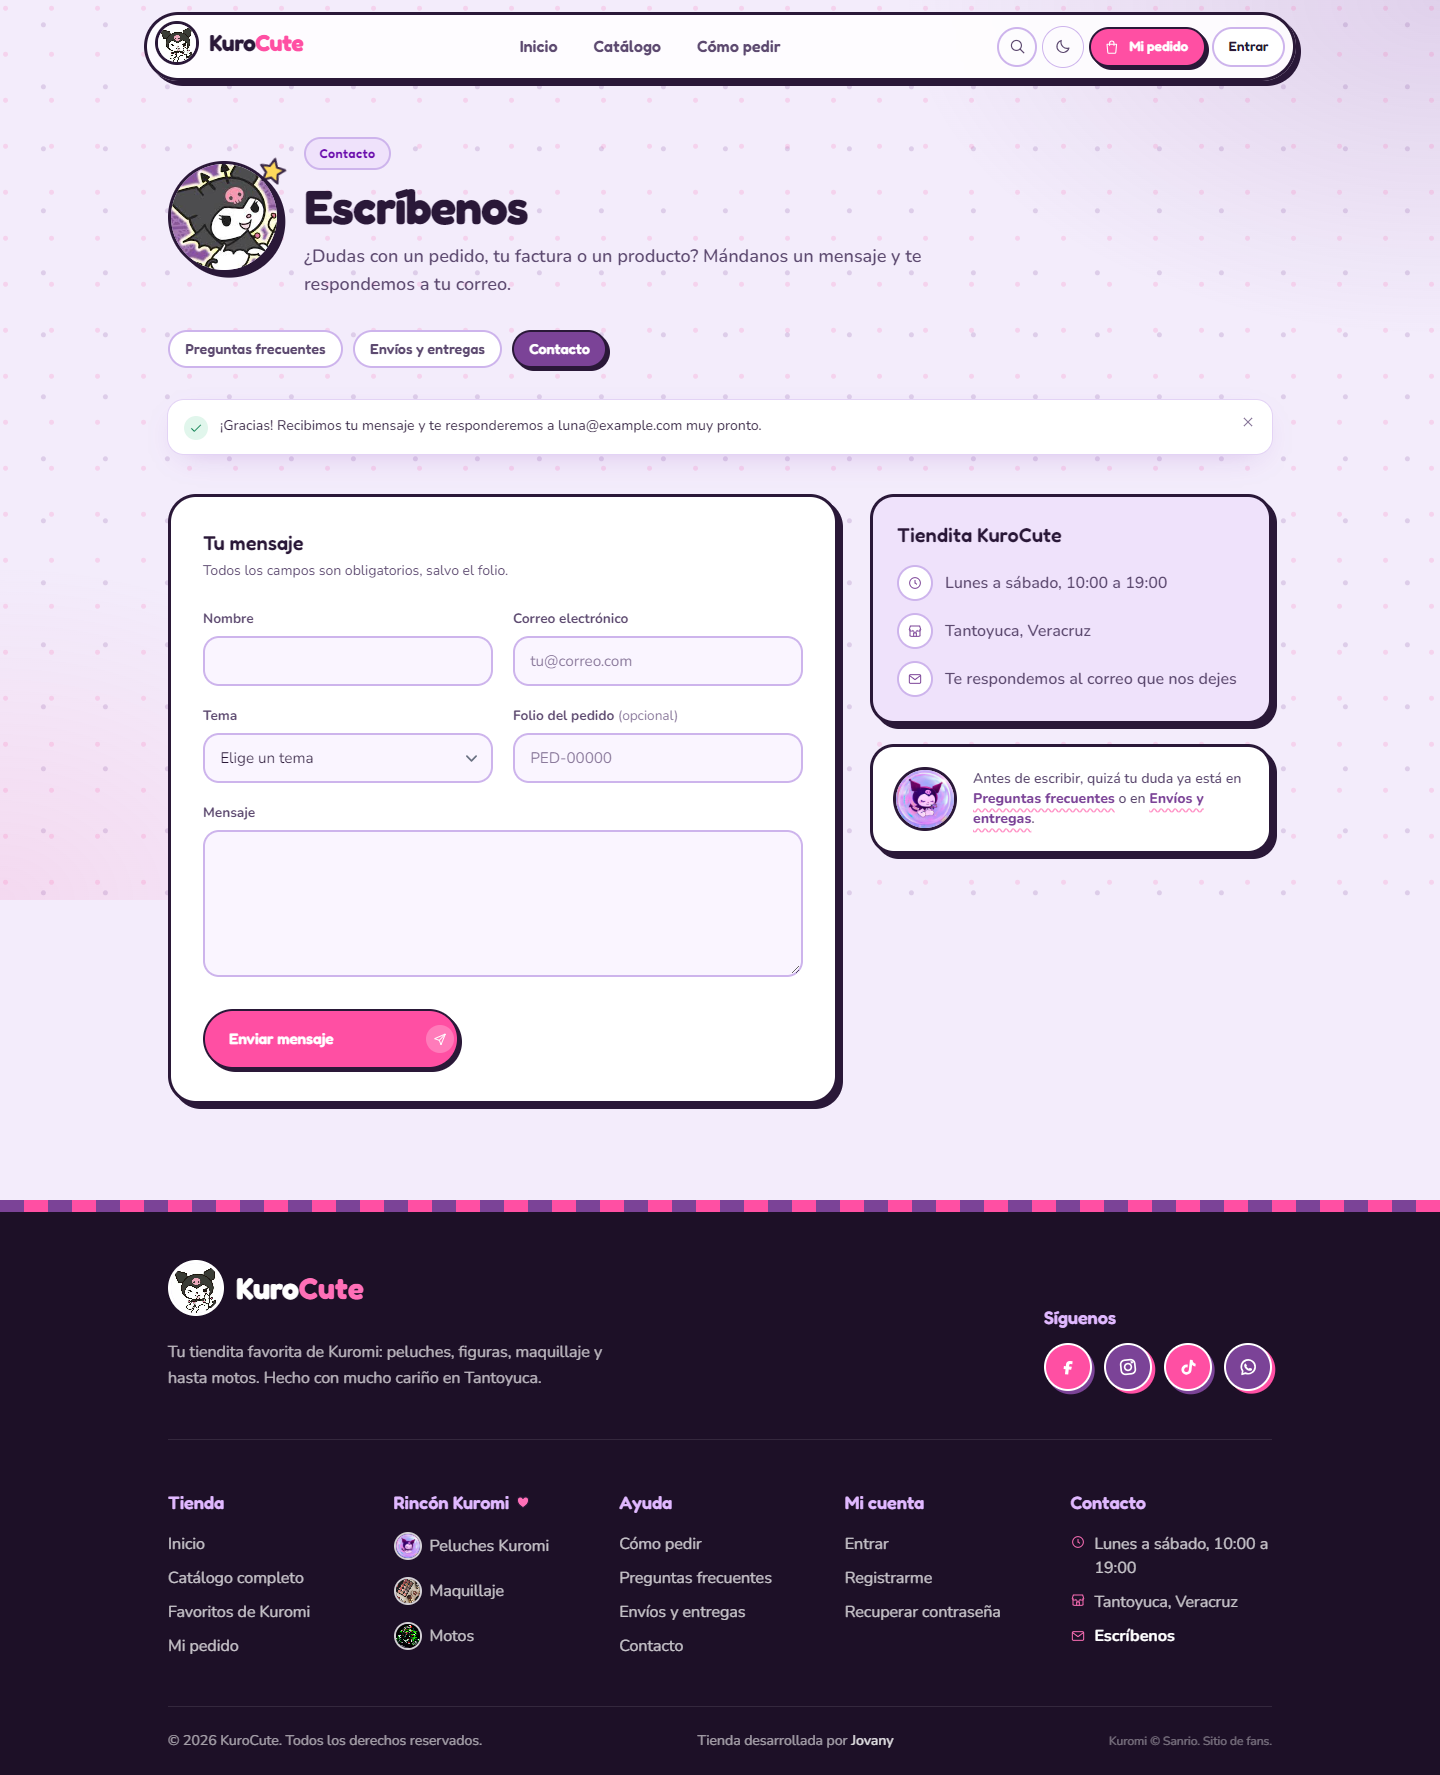 KuroCute
Inicio
Catálogo
Cómo pedir
Mi pedido
Entrar
Contacto
Escríbenos
¿Dudas con un pedido, tu factura o un producto? Mándanos un mensaje y te
respondemos a tu correo.
Preguntas frecuentes
Envíos y entregas
Contacto
¡Gracias! Recibimos tu mensaje y te responderemos a luna@example.com muy pronto.
Tu mensaje
Todos los campos son obligatorios, salvo el folio.
Nombre
Correo electrónico
tu@correo.com
Tema
Folio del pedido (opcional)
Elige un tema
PED-00000
Mensaje
Enviar mensaje
Tiendita KuroCute
Lunes a sábado, 10:00 a 19:00
Tantoyuca, Veracruz
Te respondemos al correo que nos dejes
Antes de escribir, quizá tu duda ya está en
Preguntas frecuentes o en Envíos y
entregas.
KuroCute
Tu tiendita favorita de Kuromi: peluches, figuras, maquillaje y
hasta motos. Hecho con mucho cariño en Tantoyuca.
Síguenos
Tienda
Inicio
Catálogo completo
Favoritos de Kuromi
Mi pedido
Rincón Kuromi
Peluches Kuromi
Maquillaje
Motos
Ayuda
Cómo pedir
Preguntas frecuentes
Envíos y entregas
Contacto
Mi cuenta
Entrar
Registrarme
Recuperar contraseña
Contacto
Lunes a sábado, 10:00 a
19:00
Tantoyuca, Veracruz
Escríbenos
© 2026 KuroCute. Todos los derechos reservados.
Tienda desarrollada por Jovany
Kuromi © Sanrio. Sitio de fans.